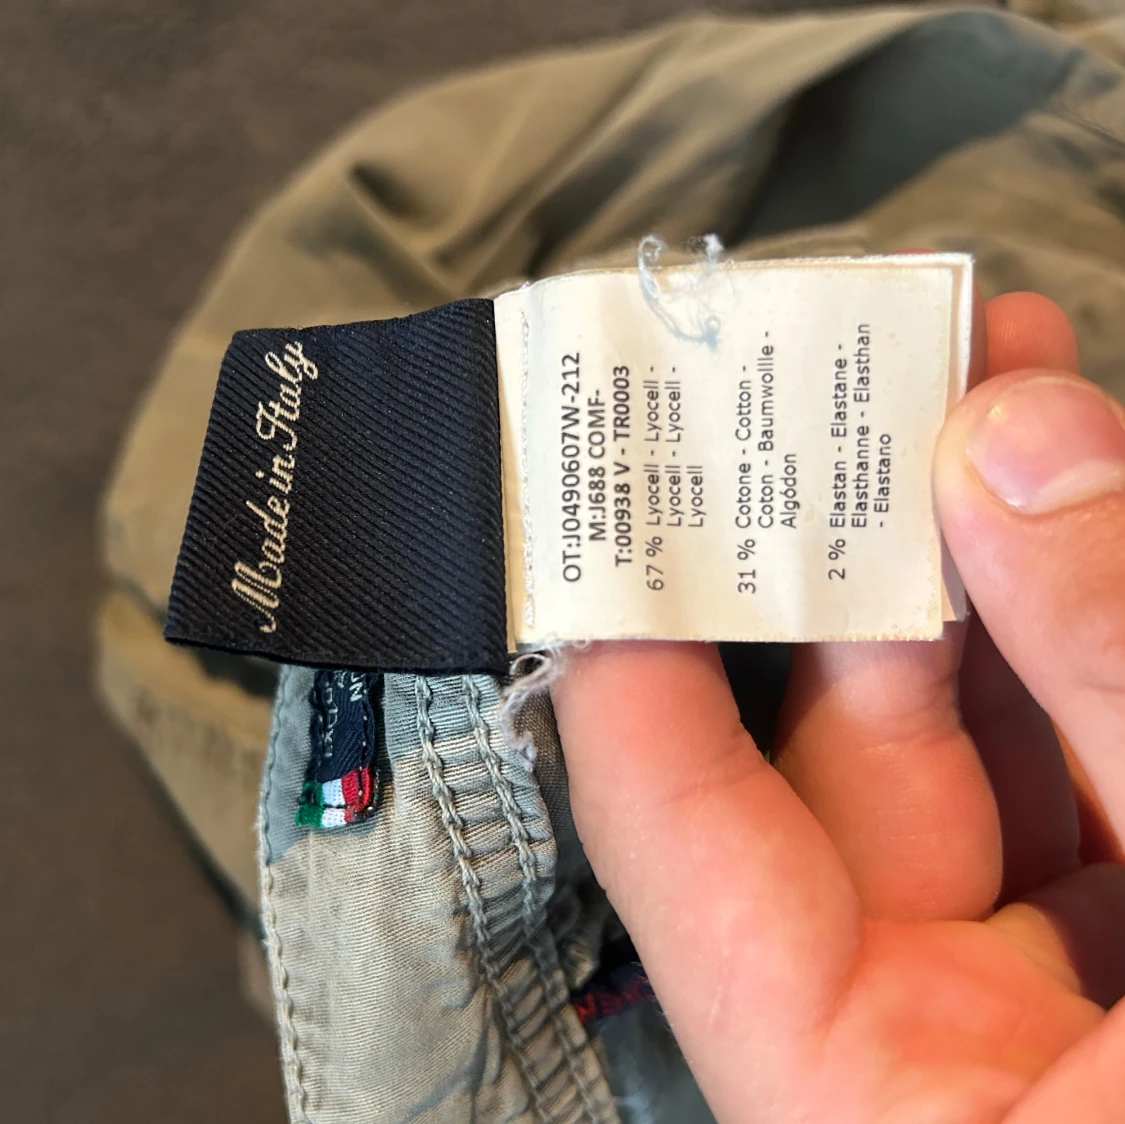 Made in Italy
OT:J0490607W-212
M:J688 COMF-
T:00938 V - TR0003
67 % Lyocell - Lyocell -
Lyocell - Lyocell -
Lyocell
31 % Cotone - Cotton -
Coton - Baumwolle -
Algódon
2 % Elastan - Elastane -
Elasthanne - Elasthan
- Elastano